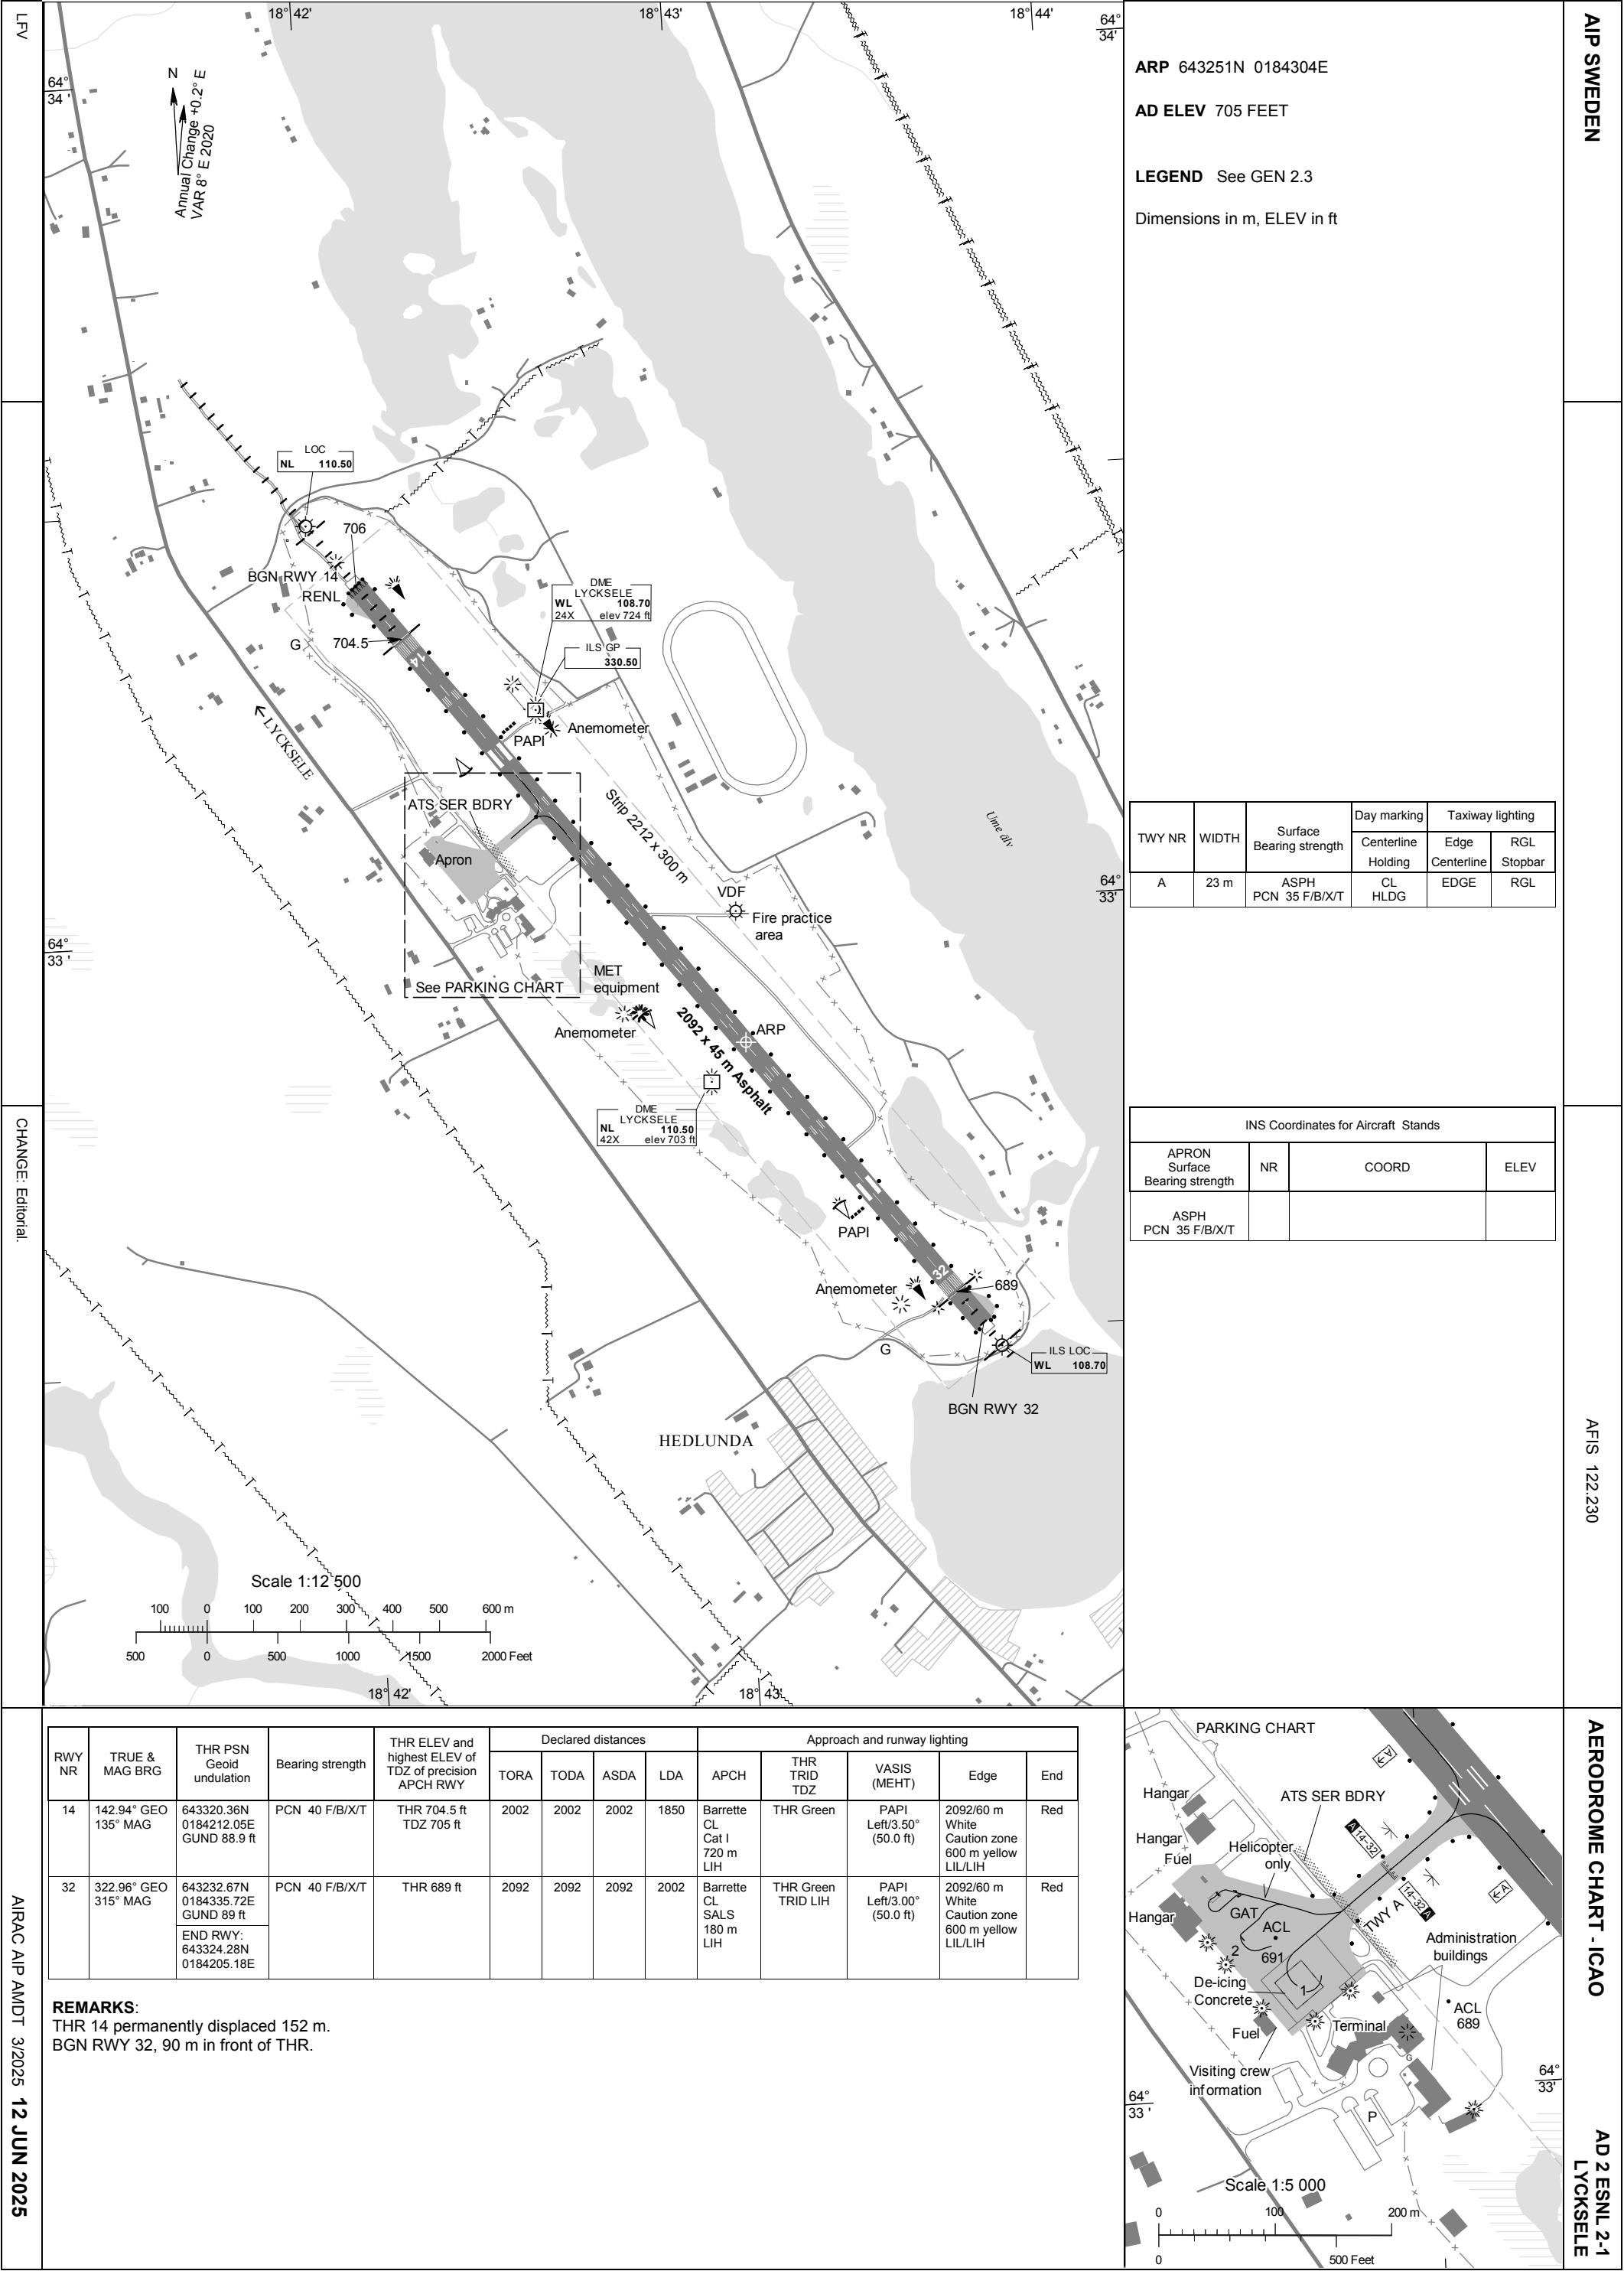 AIP SWEDEN
AFIS 122.230
AERODROME CHART - ICAO
AD 2 ESNL 2-1
LYCKSELE
LFV
CHANGE: Editorial.
AIRAC AIP AMDT 3/2025 12 JUN 2025
ARP 643251N 0184304E
AD ELEV 705 FEET
LEGEND See GEN 2.3
Dimensions in m, ELEV in ft
18° 42'
18° 43'
18° 44'
64°
34'
64°
34 '
N
Annual Change +0.2° E
VAR 8° E 2020
LOC
NL 110.50
706
BGN RWY 14
RENL
704.5
G
14
DME
LYCKSELE
WL 108.70
24X elev 724 ft
ILS GP
330.50
Anemometer
PAPI
LYCKSELE
ATS SER BDRY
Apron
Strip 2212 x 300 m
Ume älv
VDF
Fire practice
area
64°
33'
64°
33 '
See PARKING CHART
MET
equipment
Anemometer
2092 x 45 m Asphalt
ARP
DME
LYCKSELE
NL 110.50
42X elev 703 ft
PAPI
Anemometer
32
689
G
ILS LOC
WL 108.70
BGN RWY 32
HEDLUNDA
Scale 1:12 500
100 0 100 200 300 400 500 600 m
500 0 500 1000 1500 2000 Feet
18° 42'
18° 43'
TWY NR WIDTH Surface Bearing strength Day marking Taxiway lighting
Centerline Edge RGL
Holding Centerline Stopbar
A 23 m ASPH CL EDGE RGL
PCN 35 F/B/X/T HLDG
INS Coordinates for Aircraft Stands
APRON
Surface
Bearing strength
NR COORD ELEV
ASPH
PCN 35 F/B/X/T
RWY NR
TRUE & MAG BRG
THR PSN Geoid undulation
Bearing strength
THR ELEV and highest ELEV of TDZ of precision APCH RWY
Declared distances
TORA TODA ASDA LDA
Approach and runway lighting
APCH
THR TRID TDZ
VASIS (MEHT)
Edge
End
14 142.94° GEO 643320.36N PCN 40 F/B/X/T THR 704.5 ft 2002 2002 2002 1850 Barrette THR Green PAPI 2092/60 m Red
135° MAG 0184212.05E TDZ 705 ft CL Left/3.50° White
GUND 88.9 ft Cat I (50.0 ft) Caution zone
720 m 600 m yellow
LIH LIL/LIH
32 322.96° GEO 643232.67N PCN 40 F/B/X/T THR 689 ft 2092 2092 2092 2002 Barrette THR Green PAPI 2092/60 m Red
315° MAG 0184335.72E CL TRID LIH Left/3.00° White
GUND 89 ft SALS (50.0 ft) Caution zone
END RWY: 180 m 600 m yellow
643324.28N LIH LIL/LIH
0184205.18E
REMARKS:
THR 14 permanently displaced 152 m.
BGN RWY 32, 90 m in front of THR.
PARKING CHART
A
Hangar
ATS SER BDRY
Hangar
Fuel
Helicopter
only
A 14-32
14-32 A
A
Hangar
GAT
ACL
691
TWY A
2
Administration
buildings
De-icing
Concrete
1
ACL
689
Fuel
Terminal
G
Visiting crew
information
64°
33'
64°
33 '
P
Scale 1:5 000
0 100 200 m
0 500 Feet